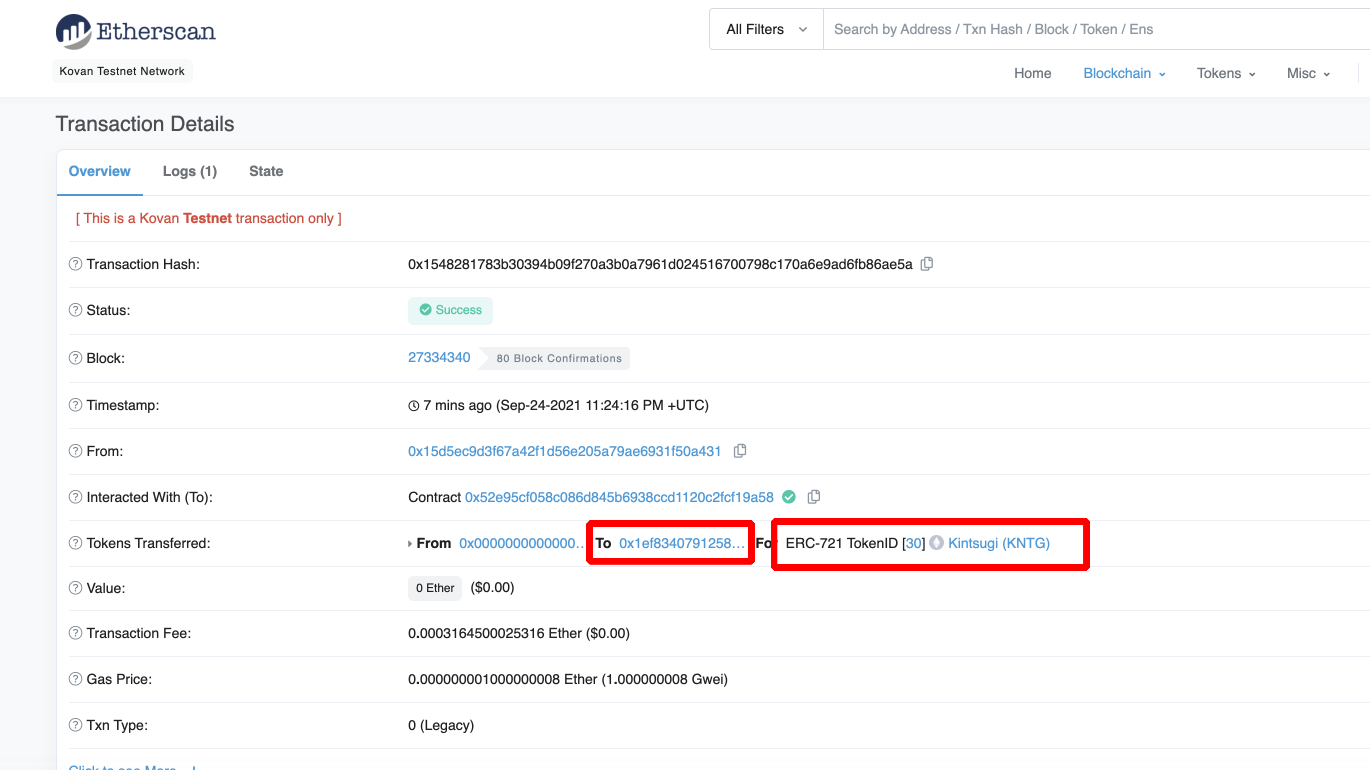 Etherscan
All Filters
Search by Address / Txn Hash / Block / Token / Ens
Kovan Testnet Network
Home Blockchain Tokens Misc
Transaction Details
Overview Logs (1) State
[ This is a Kovan Testnet transaction only ]
Transaction Hash: 0x1548281783b30394b09f270a3b0a7961d024516700798c170a6e9ad6fb86ae5a
Status: Success
Block: 27334340 80 Block Confirmations
Timestamp: 7 mins ago (Sep-24-2021 11:24:16 PM +UTC)
From: 0x15d5ec9d3f67a42f1d56e205a79ae6931f50a431
Interacted With (To): Contract 0x52e95cf058c086d845b6938ccd1120c2fcf19a58
Tokens Transferred: From 0x0000000000000... To 0x1ef8340791258... For ERC-721 TokenID [30] Kintsugi (KNTG)
Value: 0 Ether ($0.00)
Transaction Fee: 0.0003164500025316 Ether ($0.00)
Gas Price: 0.000000001000000008 Ether (1.000000008 Gwei)
Txn Type: 0 (Legacy)
Click to see More